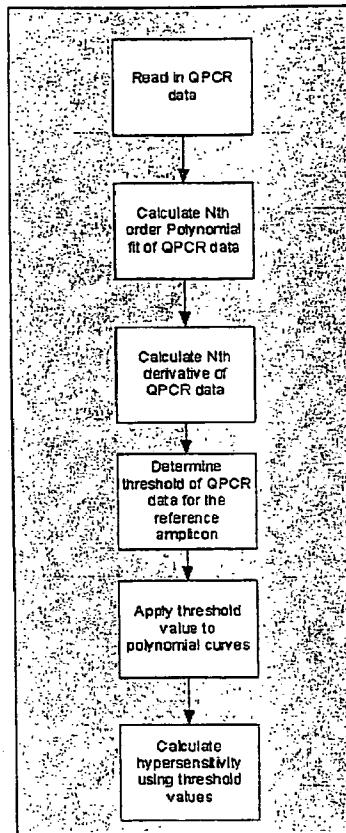 Read in QPCR
data
Calculate Nth
order Polynomial
fit of QPCR data
Calculate Nth
derivative of
QPCR data
Determine
threshold of QPCR
data for the
reference
amplicon
Apply threshold
value to
polynomial curves
Calculate
hypersensitivity
using threshold
values